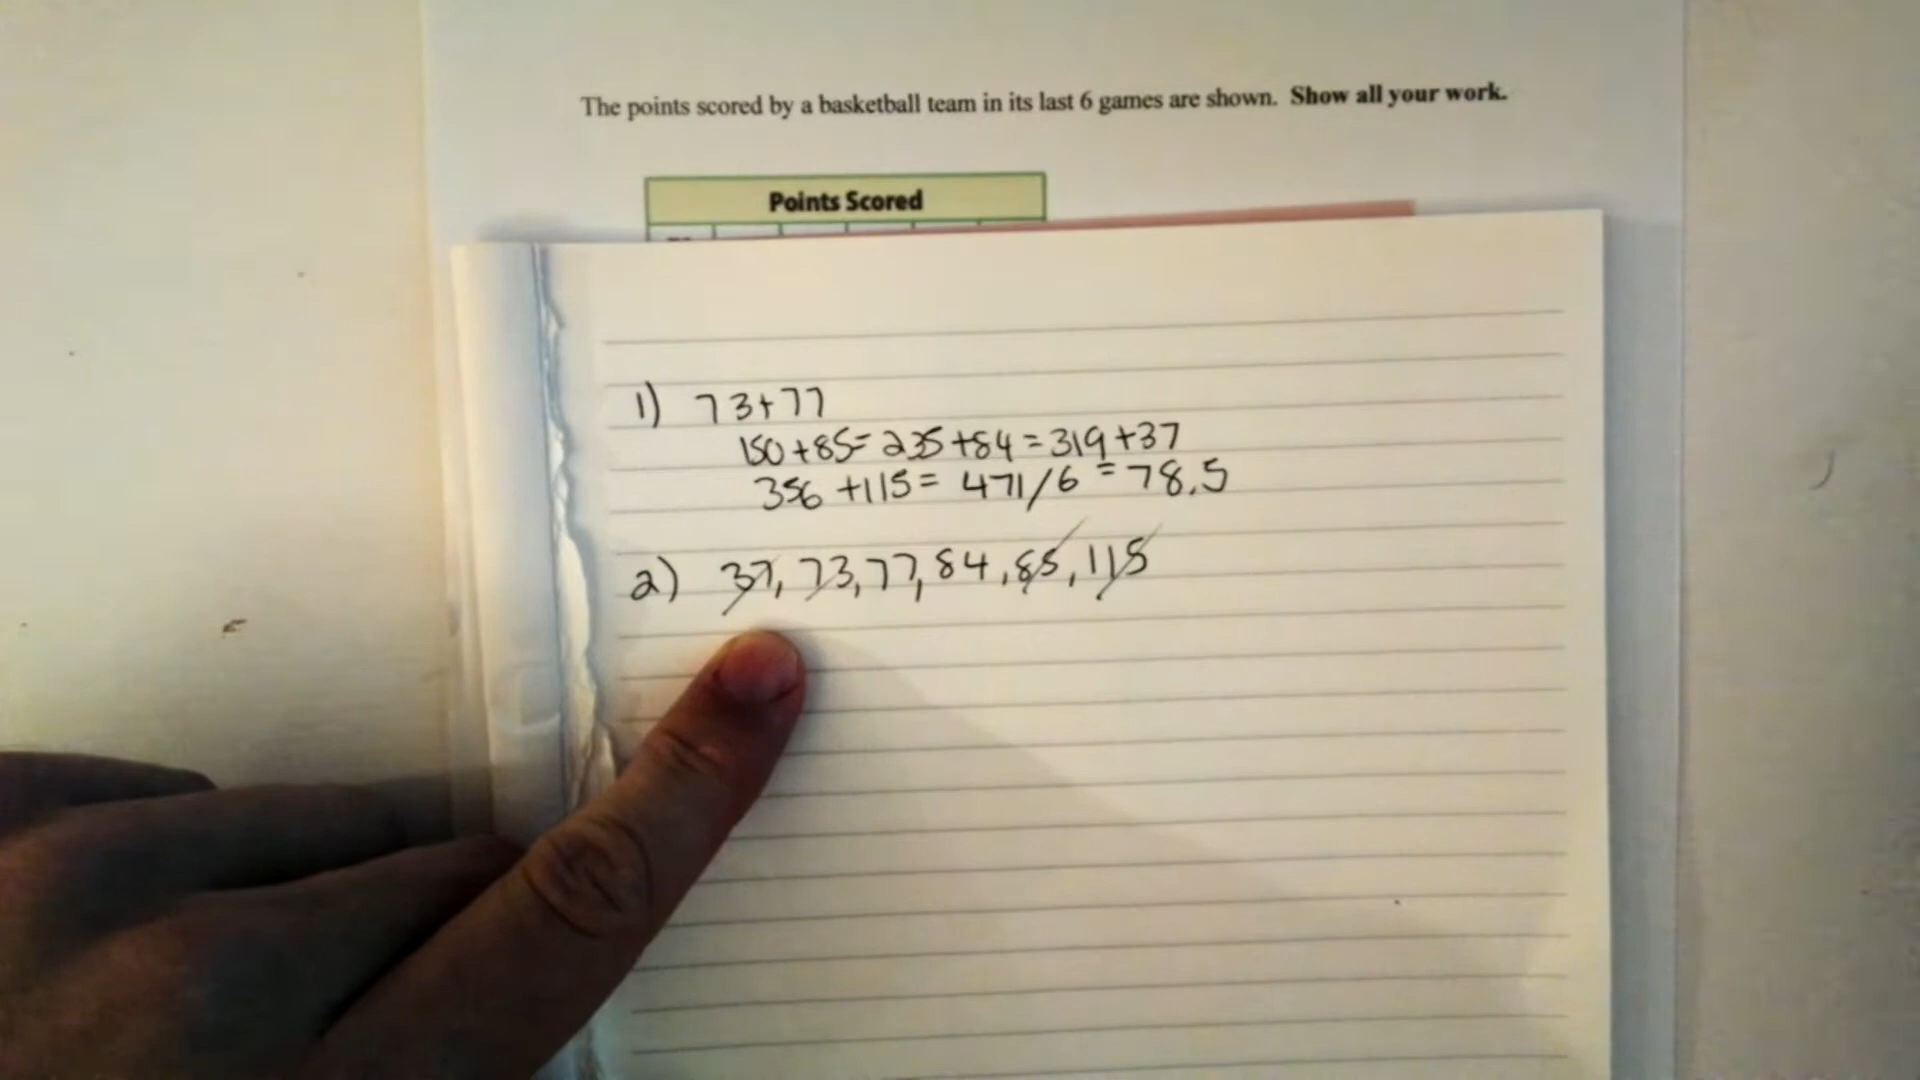 The points scored by a basketball team in its last 6 games are shown. Show all your work.
Points Scored
1) 73+77
150+85=235+84=319+37
356+115=471/6=78.5
2) 37, 73, 77, 84, 85, 115